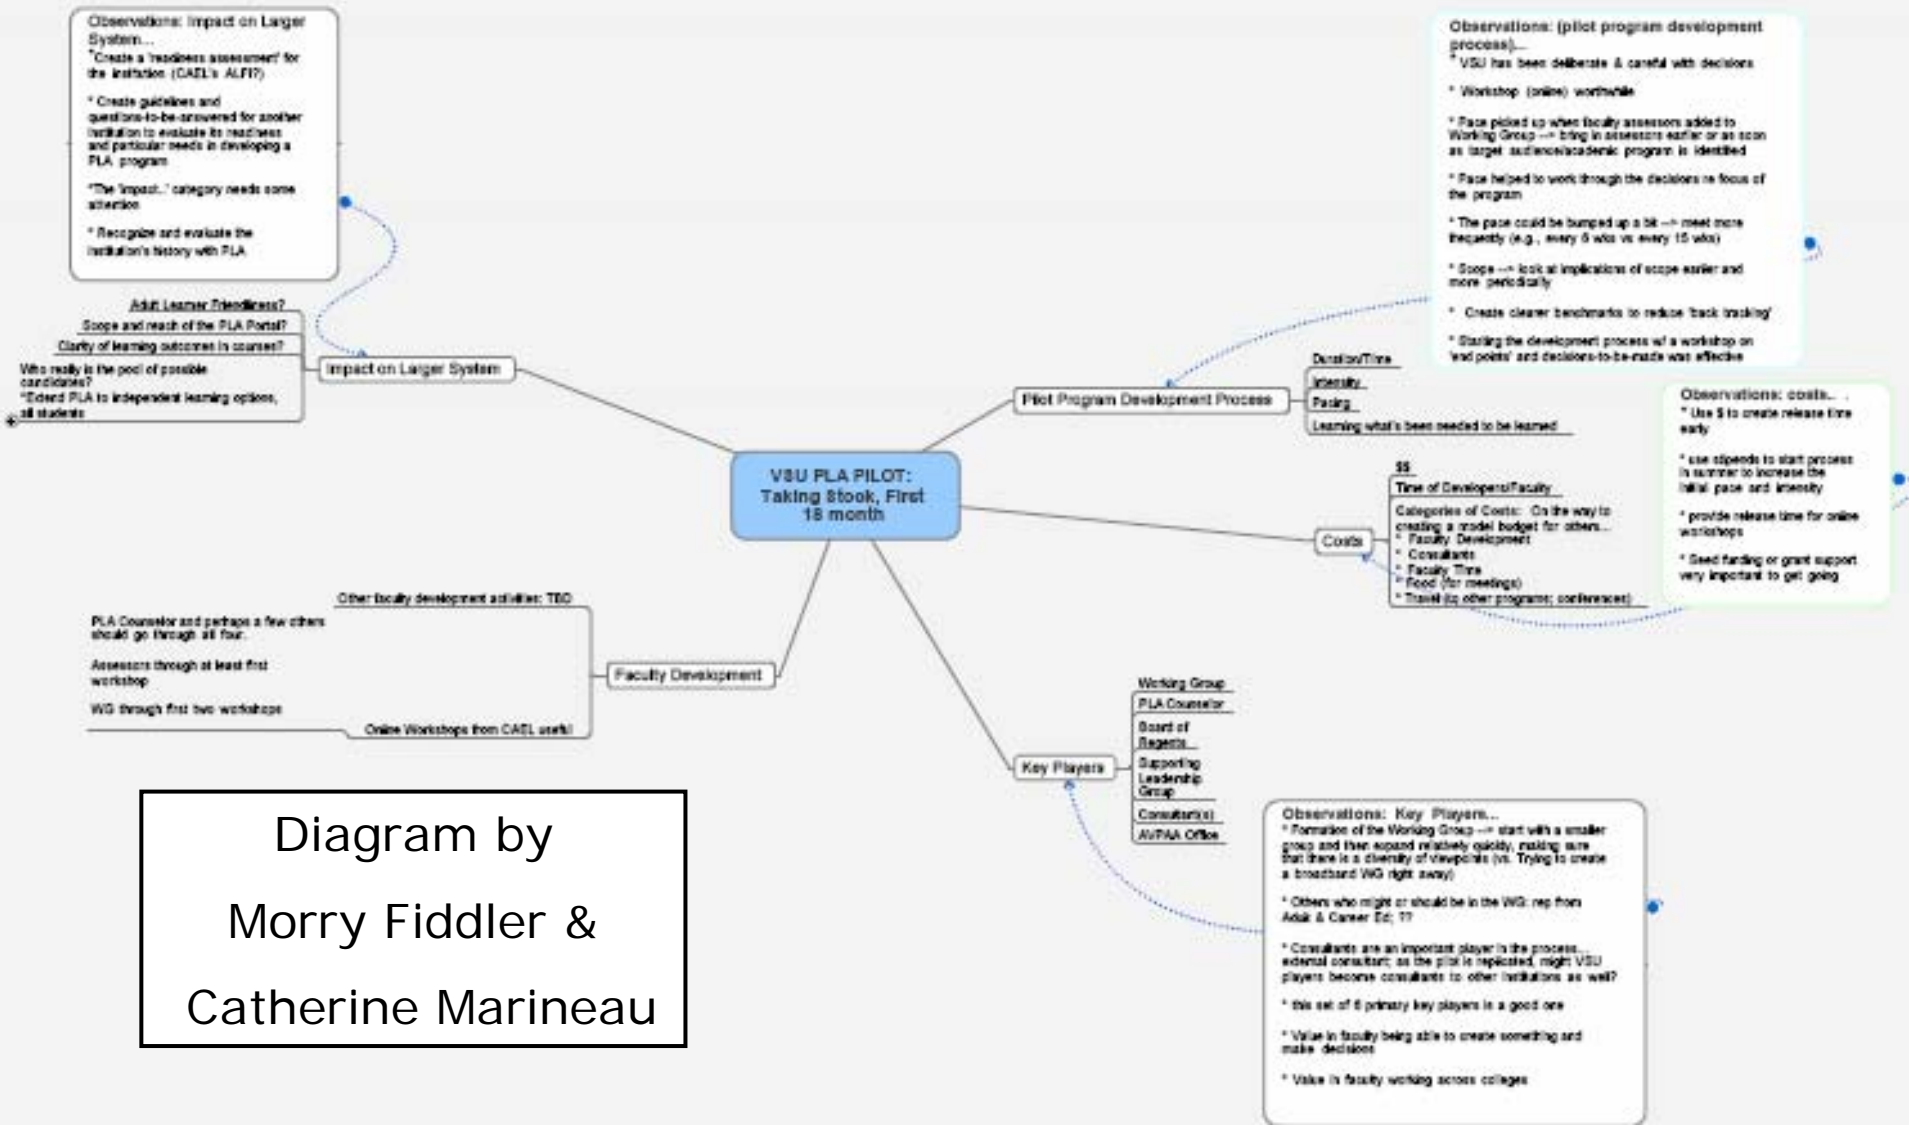 Observations: Impact on Larger
System...
*Create a 'readiness assessment' for
the institution (CAEL's ALFI?)
* Create guidelines and
questions-to-be-answered for another
institution to evaluate its readiness
and particular needs in developing a
PLA program
*The 'impact..' category needs some
attention
* Recognize and evaluate the
institution's history with PLA
Adult Learner Friendliness?
Scope and reach of the PLA Portal?
Clarity of learning outcomes in courses?
Who really is the pool of possible
candidates?
*Extend PLA to independent learning options,
all students
Impact on Larger System
Observations: (pilot program development
process)...
* VSU has been deliberate & careful with decisions
* Workshop (online) worthwhile
* Pace picked up when faculty assessors added to
Working Group --> bring in assessors earlier or as soon
as target audience/academic program is identified
* Pace helped to work through the decisions re focus of
the program
* The pace could be bumped up a bit --> meet more
frequently (e.g., every 6 wks vs every 15 wks)
* Scope --> look at implications of scope earlier and
more periodically
* Create clearer benchmarks to reduce 'back tracking'
* Starting the development process w/ a workshop on
'end points' and decisions-to-be-made was effective
Pilot Program Development Process
Duration/Time
Intensity
Pacing
Learning what's been needed to be learned
VSU PLA PILOT:
Taking Stock, First
18 month
Observations: costs.. .
* Use $ to create release time
early
* use stipends to start process
in summer to increase the
initial pace and intensity
* provide release time for online
workshops
* Seed funding or grant support
very important to get going
Costs
$$
Time of Developers/Faculty
Categories of Costs: On the way to
creating a model budget for others...
* Faculty Development
* Consultants
* Faculty Time
* Food (for meetings)
* Travel (to other programs; conferences)
Other faculty development activities: TBD
PLA Counselor and perhaps a few others
should go through all four.
Assessors through at least first
workshop
WG through first two workshops
Online Workshops from CAEL useful
Faculty Development
Key Players
Working Group
PLA Counselor
Board of
Regents
Supporting
Leadership
Group
Consultant(s)
AVPAA Office
Observations: Key Players...
* Formation of the Working Group --> start with a smaller
group and then expand relatively quickly, making sure
that there is a diversity of viewpoints (vs. Trying to create
a broadband WG right away)
* Others who might or should be in the WG: rep from
Adult & Career Ed; ??
* Consultants are an important player in the process...
external consultant; as the pilot is replicated, might VSU
players become consultants to other institutions as well?
* this set of 6 primary key players is a good one
* Value in faculty being able to create something and
make decisions
* Value in faculty working across colleges
Diagram by
Morry Fiddler &
Catherine Marineau